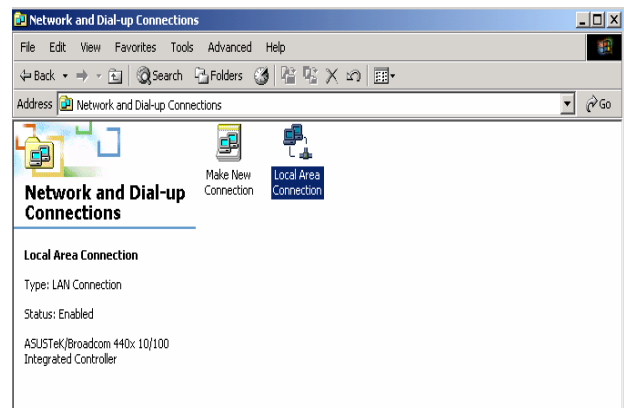 Network and Dial-up Connections
File Edit View Favorites Tools Advanced Help
Back Search Folders
Address Network and Dial-up Connections Go
Make New
Connection
Local Area
Connection
Network and Dial-up
Connections
Local Area Connection
Type: LAN Connection
Status: Enabled
ASUSTeK/Broadcom 440x 10/100
Integrated Controller